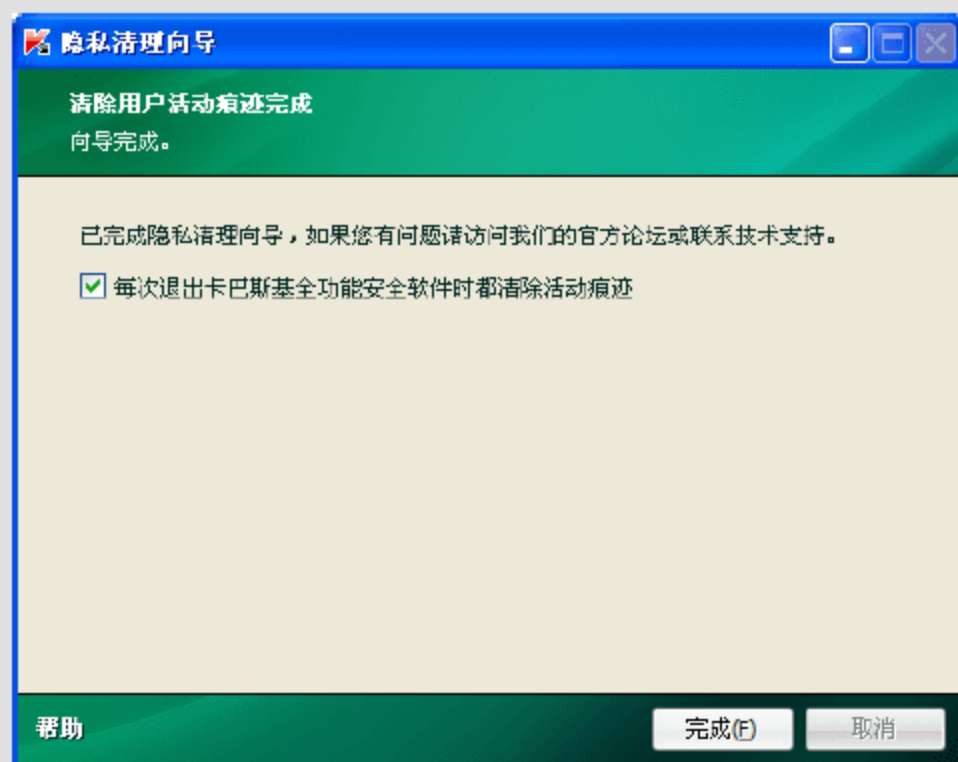 隐私清理向导
清除用户活动痕迹完成
向导完成。
已完成隐私清理向导，如果您有问题请访问我们的官方论坛或联系技术支持。
每次退出卡巴斯基全功能安全软件时都清除活动痕迹
帮助
完成(F)
取消